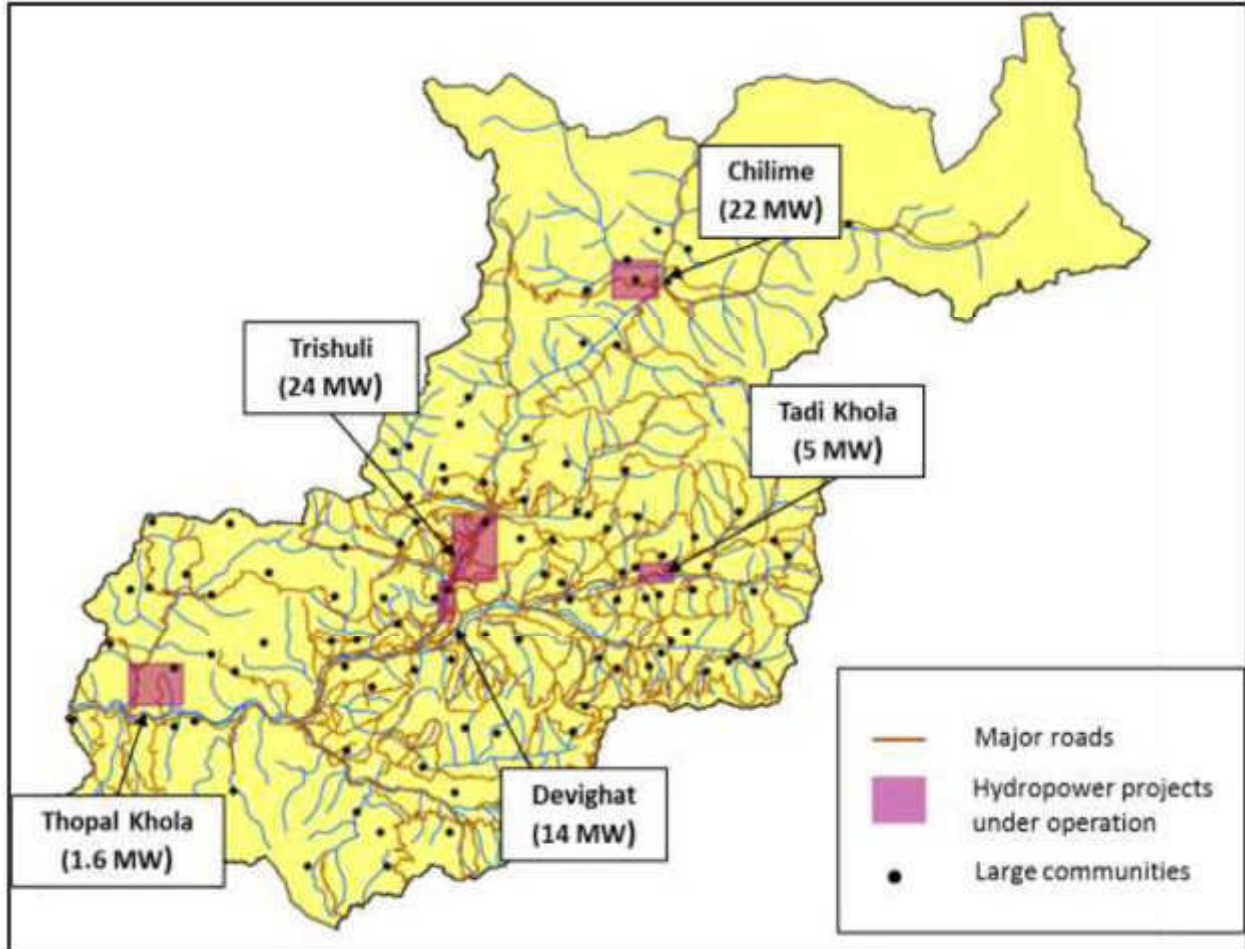 Chilime
(22 MW)
Trishuli
(24 MW)
Tadi Khola
(5 MW)
Thopal Khola
(1.6 MW)
Devighat
(14 MW)
Major roads
Hydropower projects
under operation
Large communities